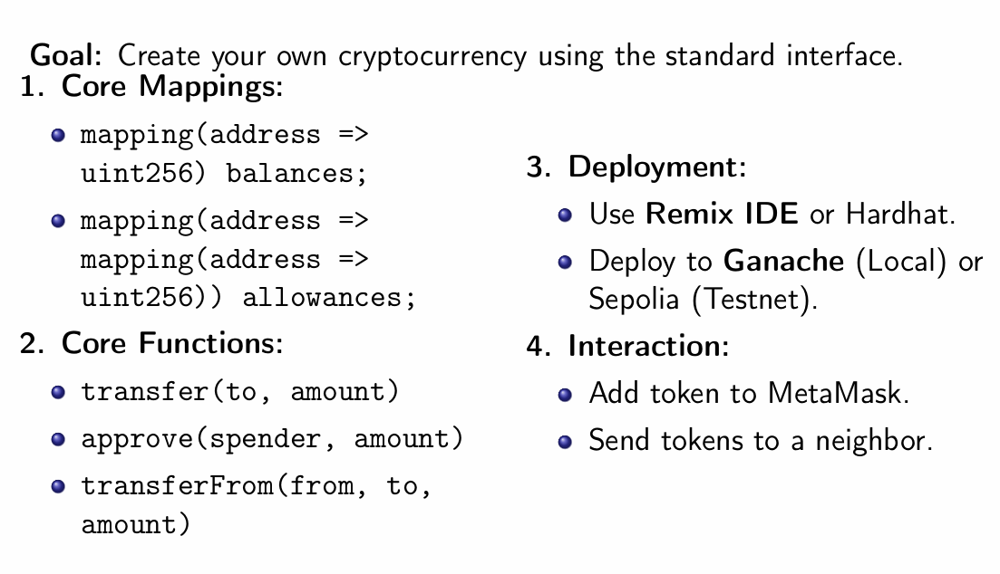 Goal: Create your own cryptocurrency using the standard interface.
1. Core Mappings:
mapping(address =>
uint256) balances;
mapping(address =>
mapping(address =>
uint256)) allowances;
2. Core Functions:
transfer(to, amount)
approve(spender, amount)
transferFrom(from, to,
amount)
3. Deployment:
Use Remix IDE or Hardhat.
Deploy to Ganache (Local) or
Sepolia (Testnet).
4. Interaction:
Add token to MetaMask.
Send tokens to a neighbor.